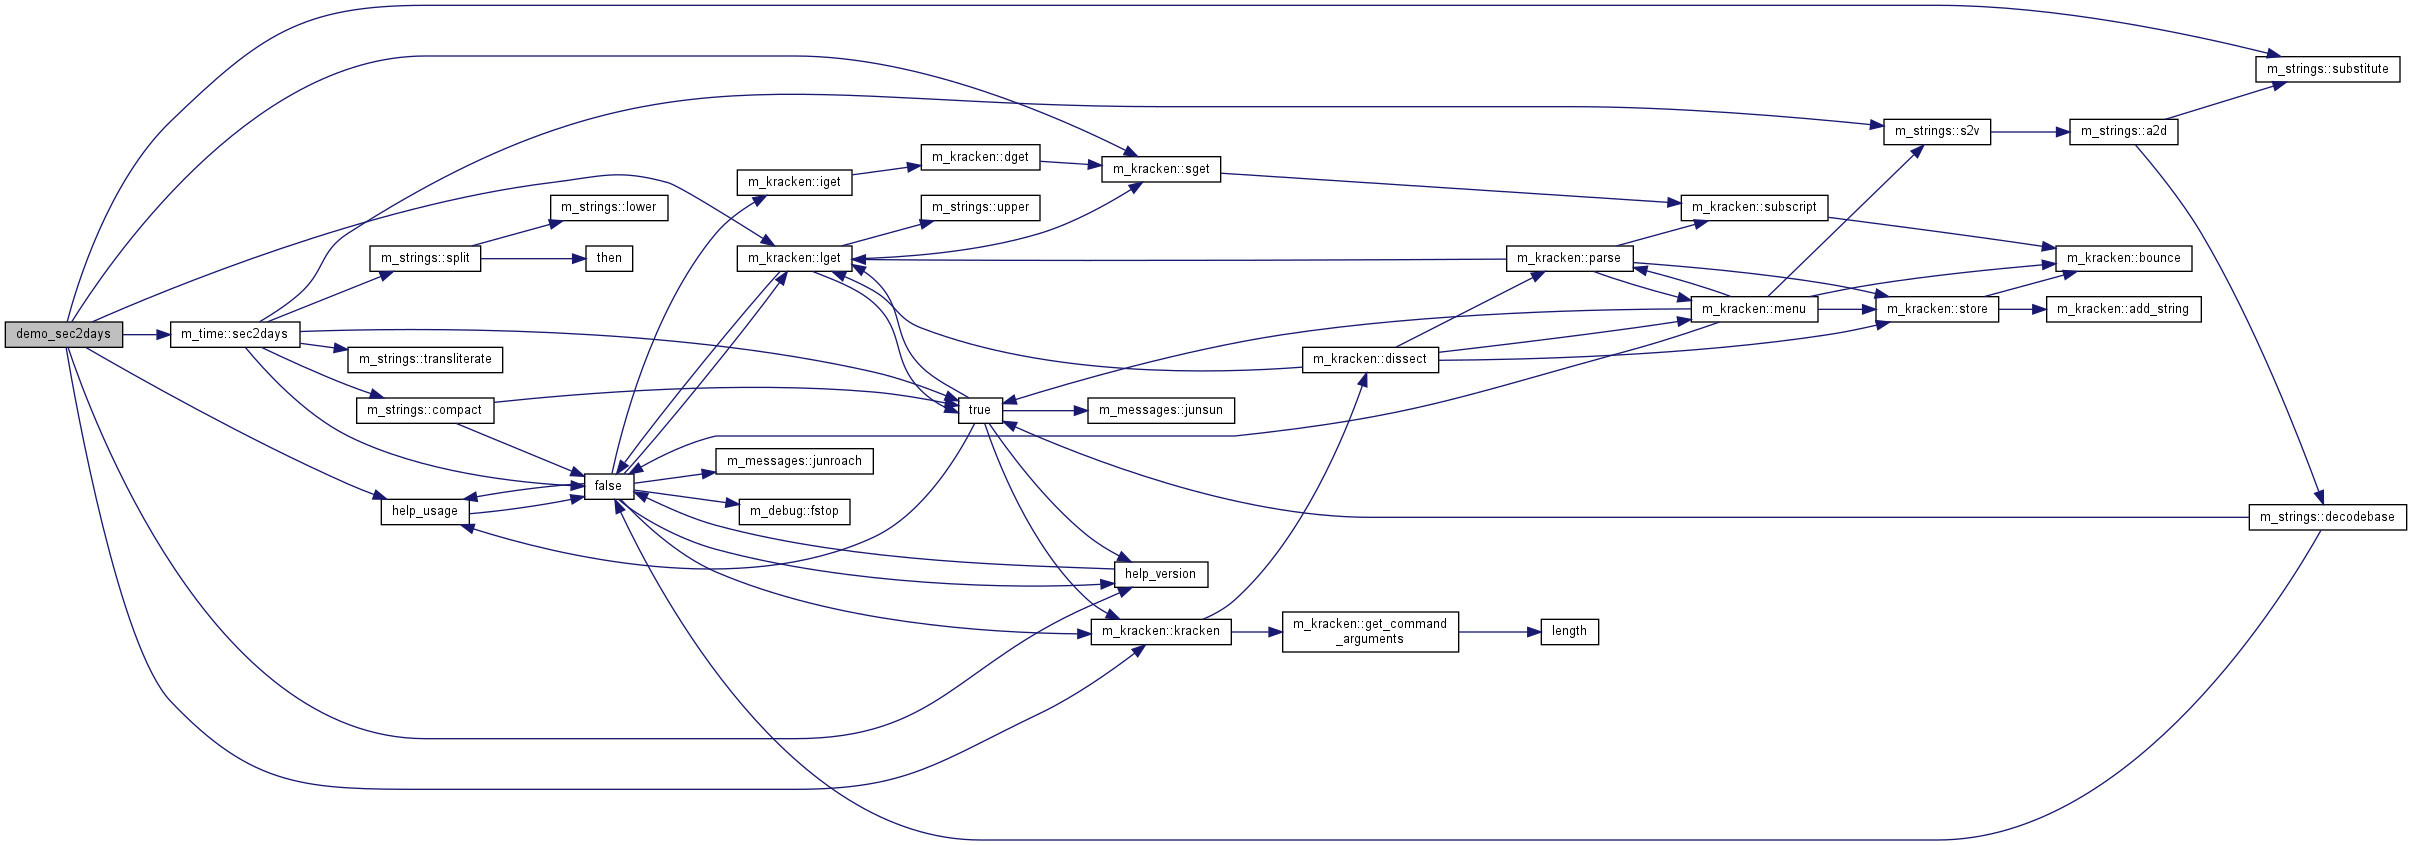 demo_sec2days
m_time::sec2days
m_strings::split
m_strings::transliterate
m_strings::compact
help_usage
m_strings::lower
then
false
m_kracken::iget
m_kracken::lget
m_messages::junroach
m_debug::fstop
m_kracken::dget
m_strings::upper
true
m_kracken::sget
m_messages::junsun
help_version
m_kracken::kracken
m_kracken::dissect
m_kracken::get_command
_arguments
m_kracken::parse
length
m_kracken::subscript
m_kracken::menu
m_strings::s2v
m_kracken::store
m_strings::a2d
m_kracken::bounce
m_kracken::add_string
m_strings::substitute
m_strings::decodebase